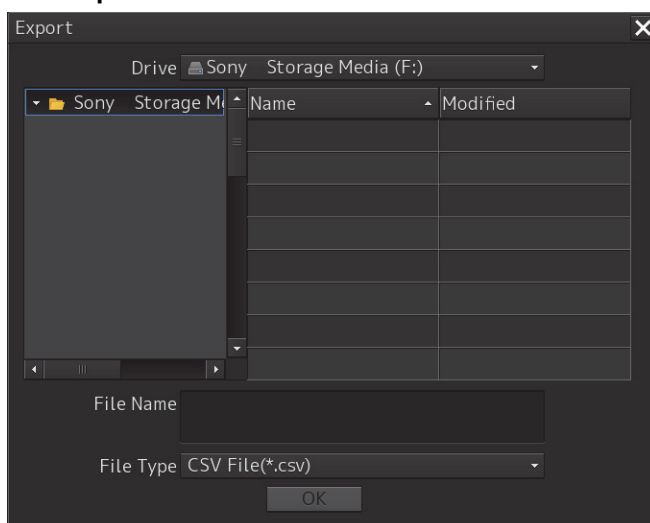 Export
Drive Sony Storage Media (F:)
Sony Storage M
Name Modified
File Name
File Type CSV File(*.csv)
OK